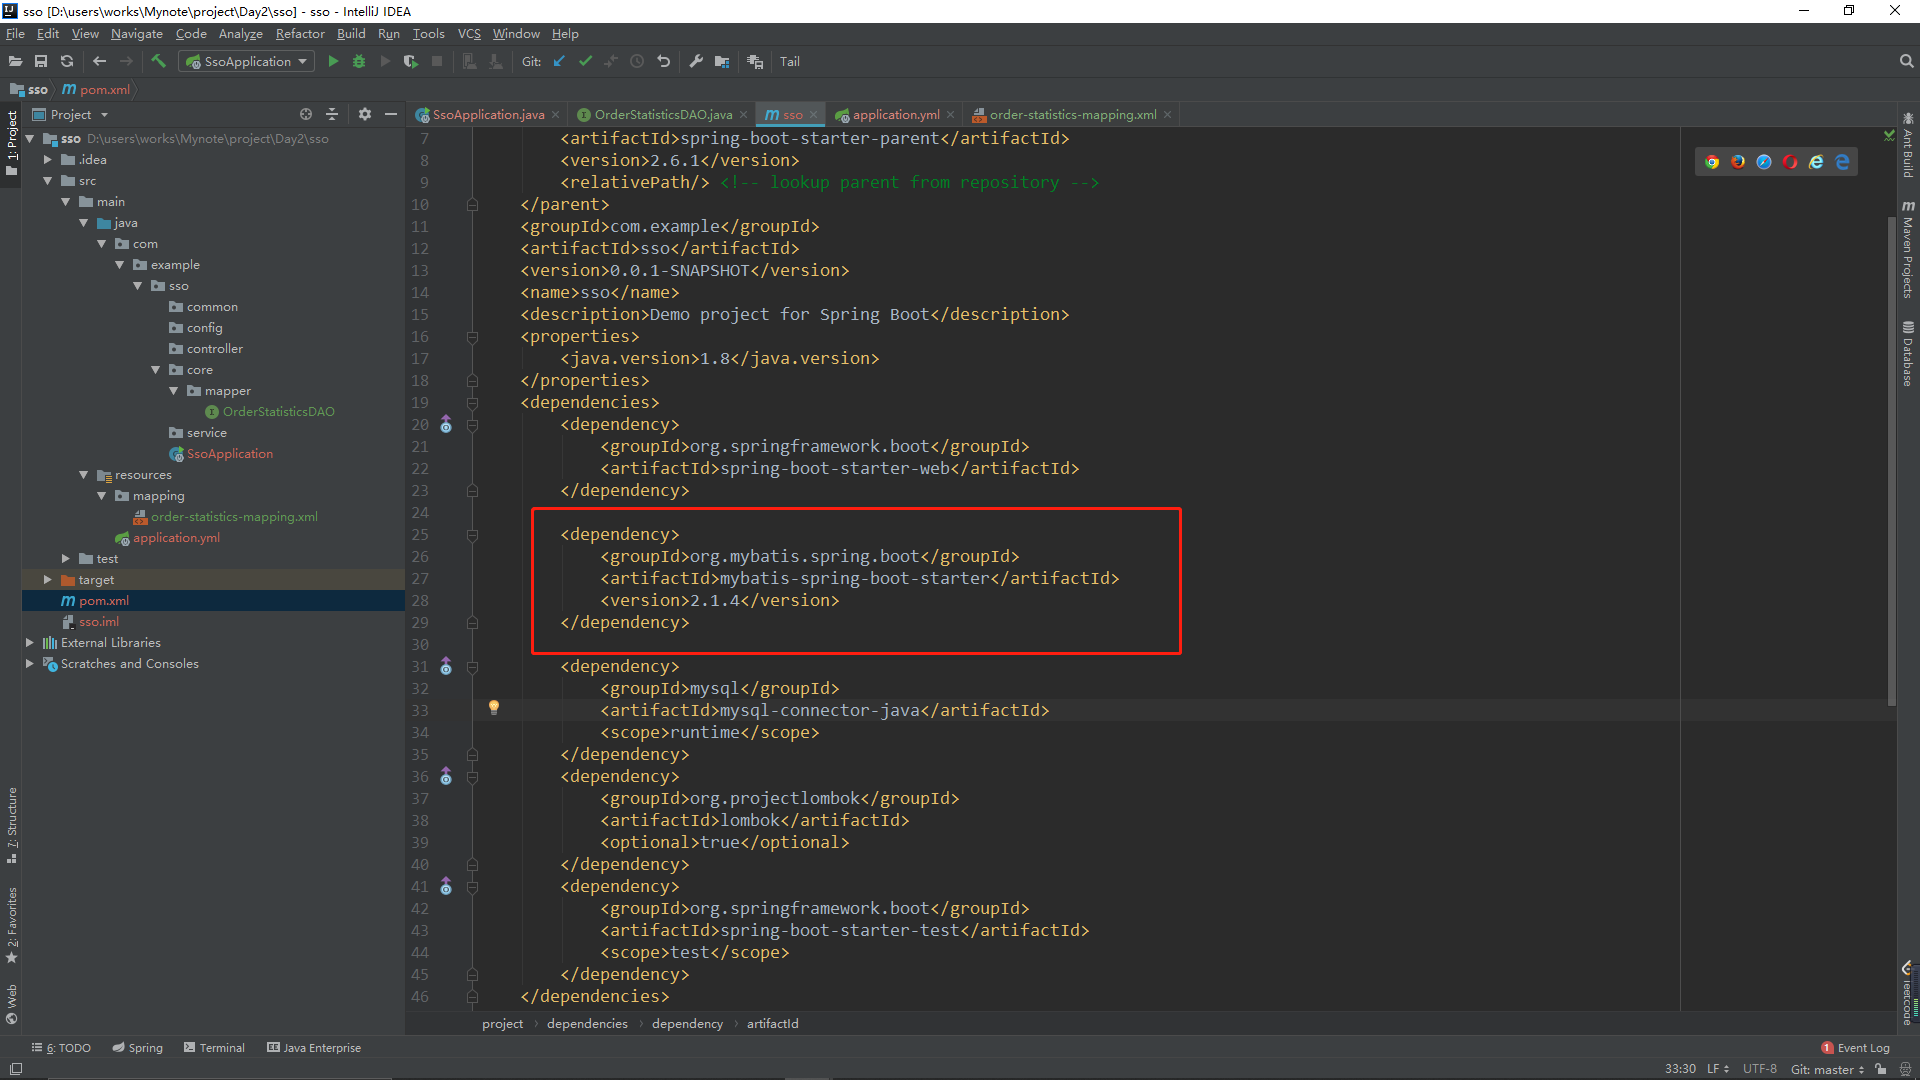 sso [D:\users\works\Mynote\project\Day2\sso] - sso - IntelliJ IDEA
File Edit View Navigate Code Analyze Refactor Build Run Tools VCS Window Help
SsoApplication Git: Tail
sso pom.xml
Project
SsoApplication.java OrderStatisticsDAO.java sso application.yml order-statistics-mapping.xml
1: Project
7: Structure
2: Favorites
Web
sso D:\users\works\Mynote\project\Day2\sso
.idea
src
main
java
com
example
sso
common
config
controller
core
mapper
OrderStatisticsDAO
service
SsoApplication
resources
mapping
order-statistics-mapping.xml
application.yml
test
target
pom.xml
sso.iml
External Libraries
Scratches and Consoles
7 <artifactId>spring-boot-starter-parent</artifactId>
8 <version>2.6.1</version>
9 <relativePath/> <!-- lookup parent from repository -->
10 </parent>
11 <groupId>com.example</groupId>
12 <artifactId>sso</artifactId>
13 <version>0.0.1-SNAPSHOT</version>
14 <name>sso</name>
15 <description>Demo project for Spring Boot</description>
16 <properties>
17 <java.version>1.8</java.version>
18 </properties>
19 <dependencies>
20 <dependency>
21 <groupId>org.springframework.boot</groupId>
22 <artifactId>spring-boot-starter-web</artifactId>
23 </dependency>
24
25 <dependency>
26 <groupId>org.mybatis.spring.boot</groupId>
27 <artifactId>mybatis-spring-boot-starter</artifactId>
28 <version>2.1.4</version>
29 </dependency>
30
31 <dependency>
32 <groupId>mysql</groupId>
33 <artifactId>mysql-connector-java</artifactId>
34 <scope>runtime</scope>
35 </dependency>
36 <dependency>
37 <groupId>org.projectlombok</groupId>
38 <artifactId>lombok</artifactId>
39 <optional>true</optional>
40 </dependency>
41 <dependency>
42 <groupId>org.springframework.boot</groupId>
43 <artifactId>spring-boot-starter-test</artifactId>
44 <scope>test</scope>
45 </dependency>
46 </dependencies>
Ant Build
Maven Projects
Database
leetcode
project dependencies dependency artifactId
6: TODO Spring Terminal Java Enterprise 1 Event Log
33:30 LF UTF-8 Git: master